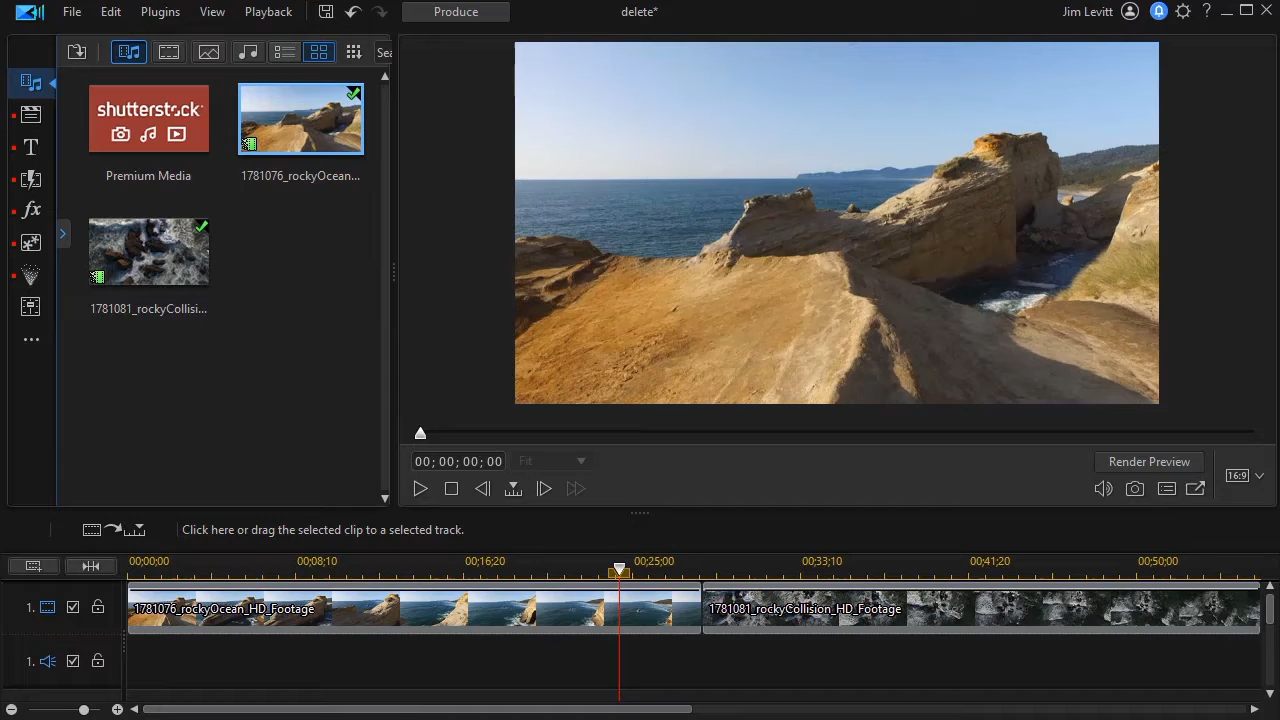 File Edit Plugins View Playback Produce delete* Jim Levitt ?
Sea
shutterstock
Premium Media 1781076_rockyOcean...
1781081_rockyCollisi...
00; 00; 00; 00 Fit Render Preview 16:9
Click here or drag the selected clip to a selected track.
00;00;00 00;08;10 00;16;20 00;25;00 00;33;10 00;41;20 00;50;00
1. 1781076_rockyOcean_HD_Footage 1781081_rockyCollision_HD_Footage
1.